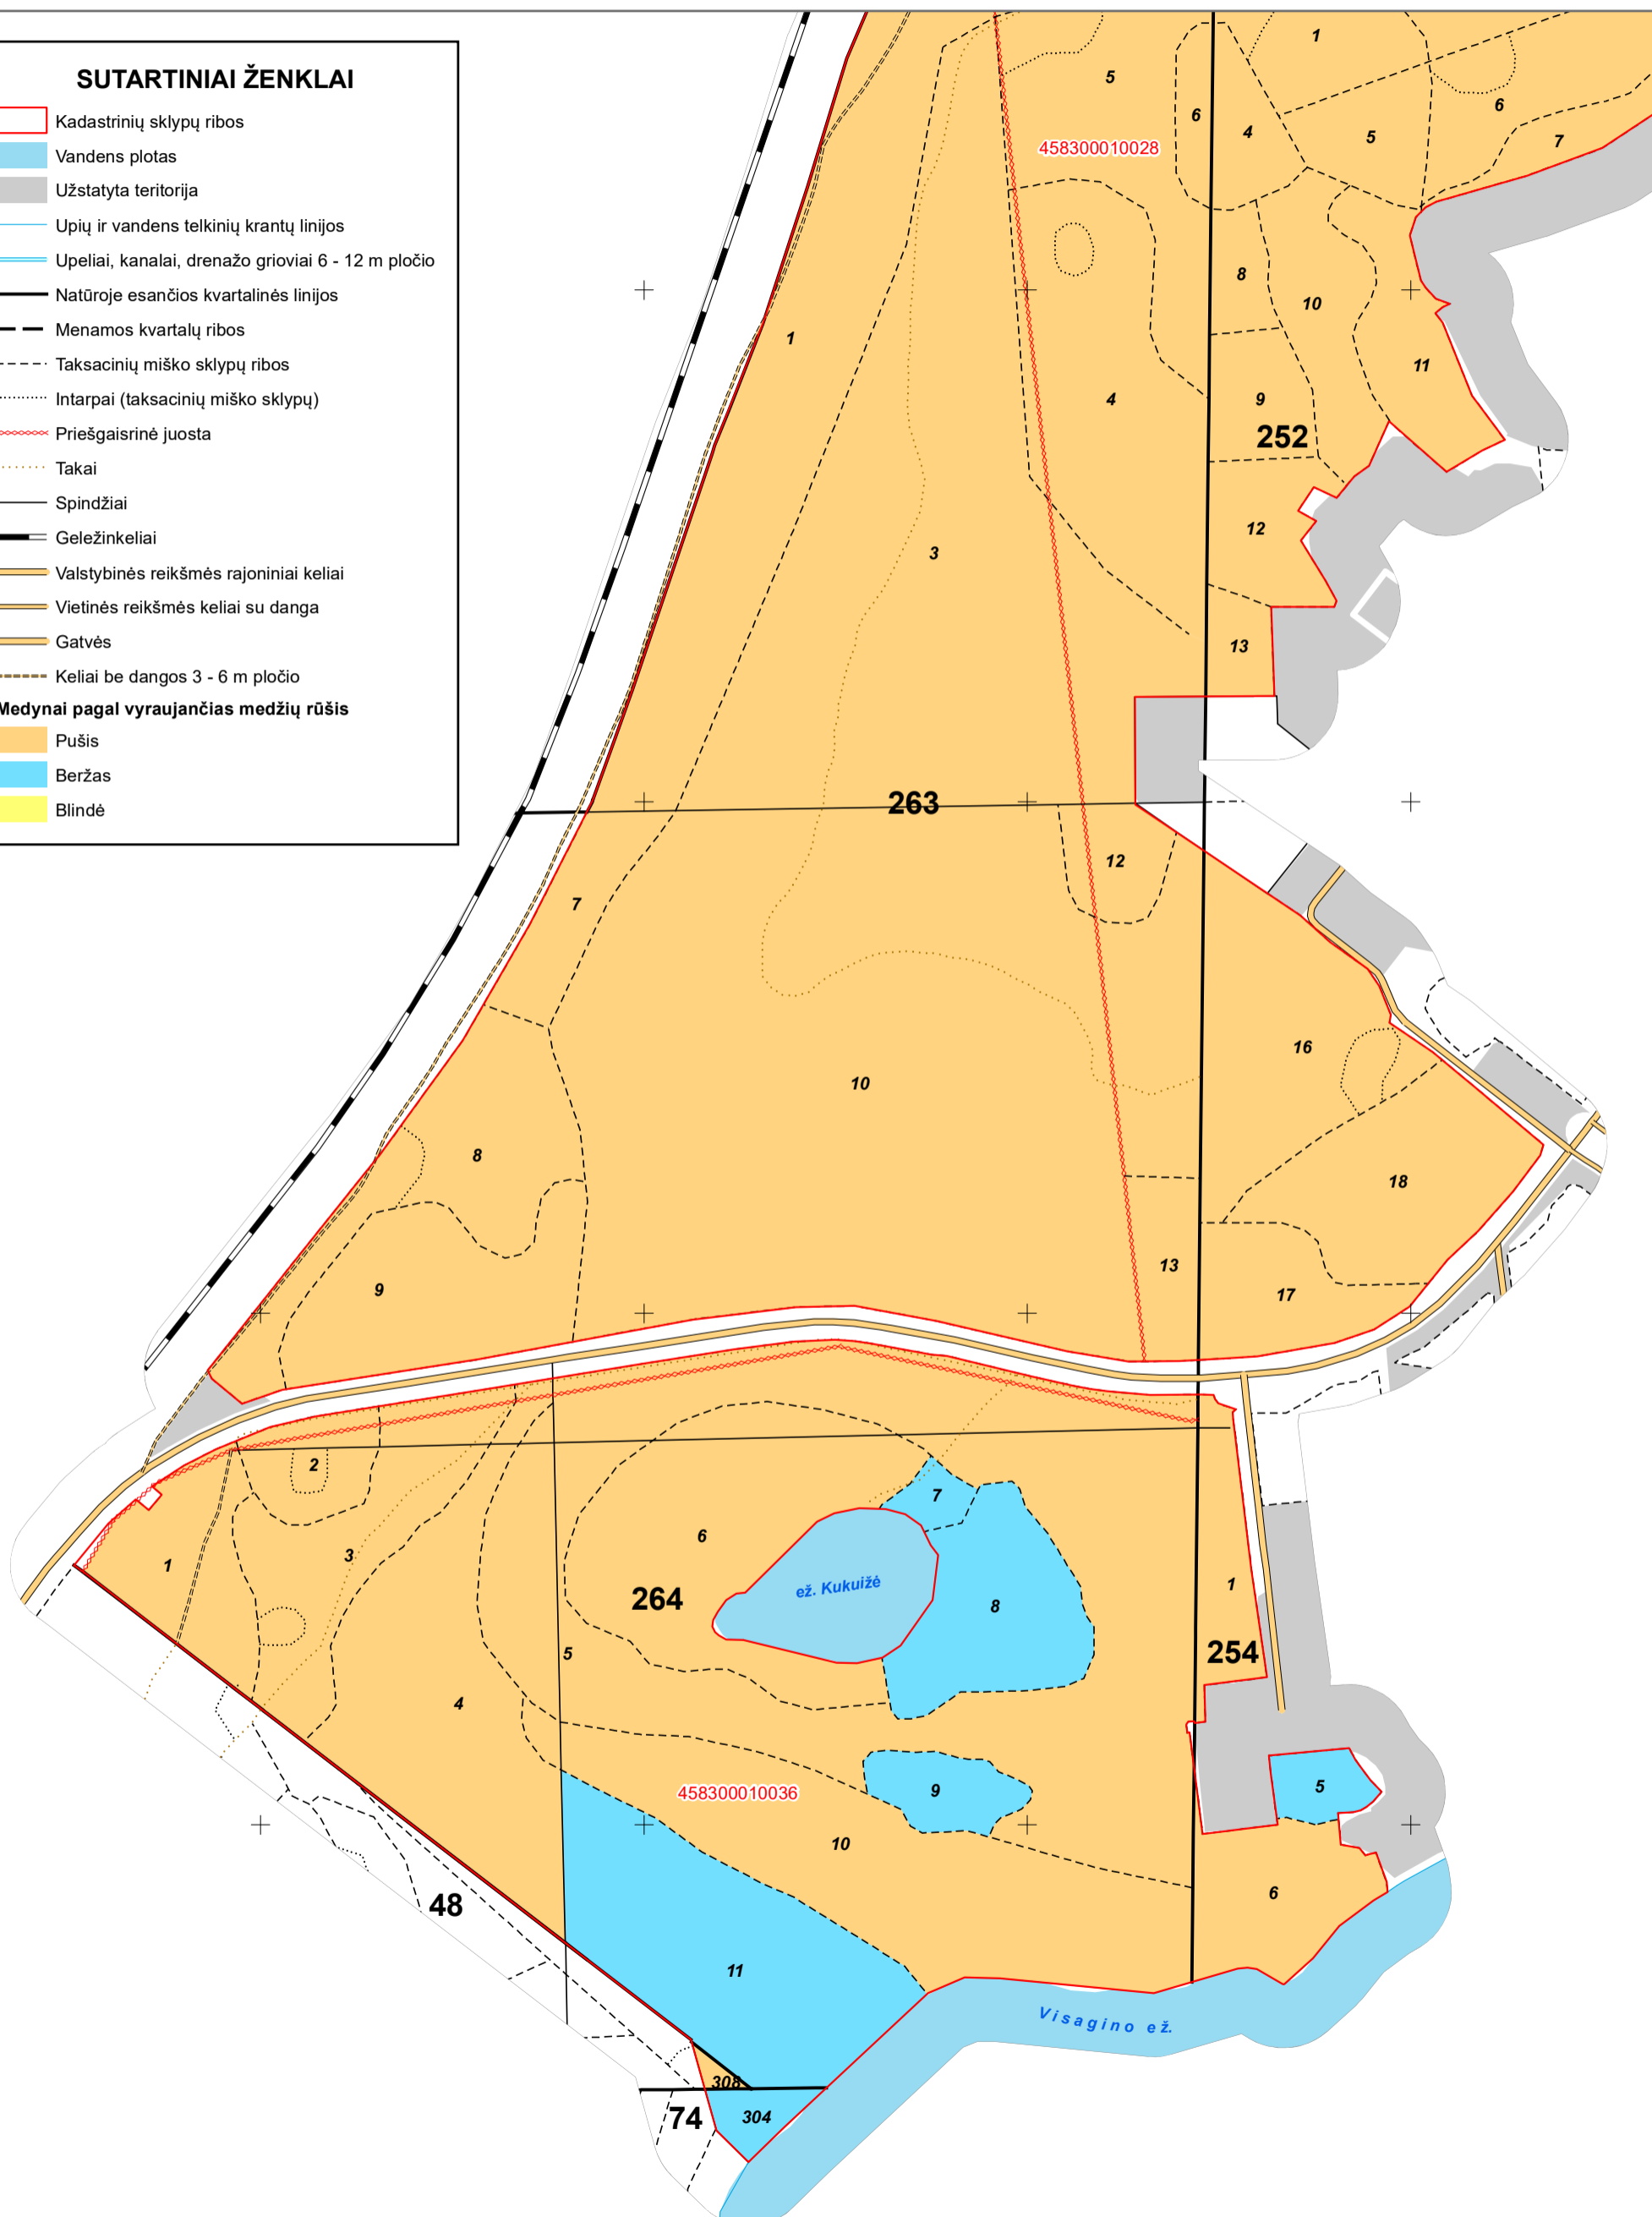 SUTARTINIAI ŽENKLAI
Kadastrinių sklypų ribos
Vandens plotas
Užstatyta teritorija
Upių ir vandens telkinių krantų linijos
Upeliai, kanalai, drenažo grioviai 6 - 12 m pločio
Natūroje esančios kvartalinės linijos
Menamos kvartalų ribos
Taksacinių miško sklypų ribos
Intarpai (taksacinių miško sklypų)
Priešgaisrinė juosta
Takai
Spindžiai
Geležinkeliai
Valstybinės reikšmės rajoniniai keliai
Vietinės reikšmės keliai su danga
Gatvės
Keliai be dangos 3 - 6 m pločio
Medynai pagal vyraujančias medžių rūšis
Pušis
Beržas
Blindė
1
5
6
6
4
5
7
458300010028
8
10
1
11
4
9
252
12
3
13
263
12
7
16
10
8
18
13
9
17
2
7
6
3
1
1
ež. Kukuižė
264
8
5
254
4
5
9
458300010036
10
6
48
11
Visagino ež.
308
74
304